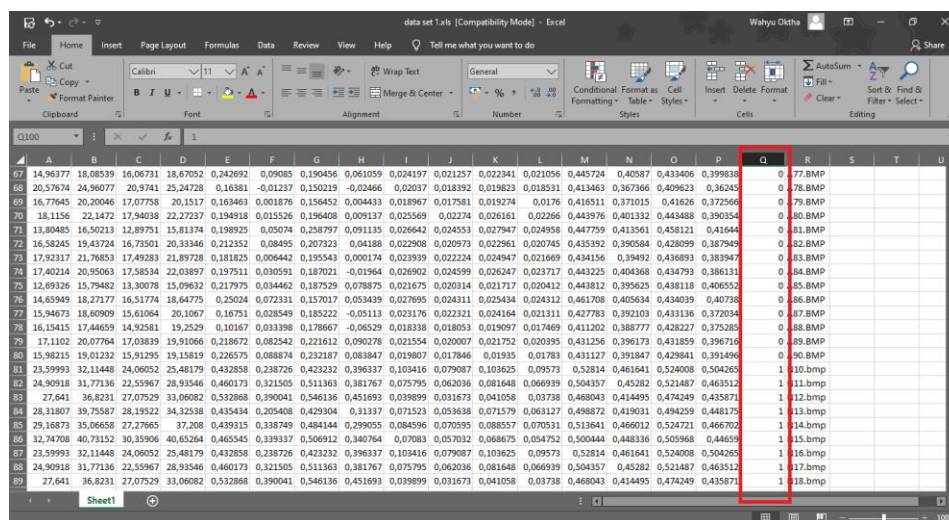 data set 1.xls [Compatibility Mode] - Excel
Wahyu Oktha
File Home Insert Page Layout Formulas Data Review View Help Tell me what you want to do
Share
Cut
Copy
Format Painter
Paste
Calibri 11
Wrap Text
Merge & Center
General
Conditional Formatting
Format as Table
Cell Styles
Insert Delete Format
AutoSum
Fill
Clear
Sort & Filter
Find & Select
Clipboard Font Alignment Number Styles Cells Editing
Q100 fx 1
A B C D E F G H I J K L M N O P Q R S T U
67 14,96377 18,08539 16,06731 18,67052 0,242692 0,09085 0,190456 0,061059 0,024197 0,021257 0,022341 0,021056 0,445724 0,40587 0,433406 0,399838 0 77.BMP
68 20,57674 24,96077 20,9741 25,24728 0,16381 -0,01237 0,150219 -0,02466 0,02037 0,018392 0,019823 0,018531 0,413463 0,367366 0,409623 0,36245 0 78.BMP
69 16,77645 20,20046 17,07758 20,1517 0,163463 0,001876 0,156452 0,004433 0,018967 0,017581 0,019274 0,0176 0,416511 0,371015 0,41626 0,372566 0 79.BMP
70 18,1156 22,1472 17,94038 22,27237 0,194918 0,015526 0,196408 0,009137 0,025569 0,02274 0,026161 0,02266 0,443976 0,401332 0,443488 0,390354 0 80.BMP
71 13,80485 16,50213 12,89751 15,81374 0,198925 0,05074 0,258797 0,091135 0,026642 0,024553 0,027947 0,024958 0,447759 0,413561 0,458121 0,41644 0 81.BMP
72 16,58245 19,43724 16,73501 20,33346 0,212352 0,08495 0,207323 0,04188 0,022908 0,020973 0,022961 0,020745 0,435392 0,390584 0,428099 0,387949 0 82.BMP
73 17,92317 21,76853 17,49283 21,89728 0,181825 0,006442 0,195543 0,000174 0,023939 0,022224 0,024947 0,021669 0,434156 0,39492 0,436893 0,383947 0 83.BMP
74 17,40214 20,95063 17,58534 22,03897 0,197511 0,030591 0,187021 -0,01964 0,026902 0,024599 0,026247 0,023717 0,443225 0,404368 0,434793 0,386131 0 84.BMP
75 12,69326 15,79482 13,30078 15,09632 0,217975 0,034462 0,187529 0,078875 0,021675 0,020314 0,021717 0,020412 0,443812 0,395625 0,438118 0,406552 0 85.BMP
76 14,65949 18,27177 16,51774 18,64775 0,25024 0,072331 0,157017 0,053439 0,027695 0,024311 0,025434 0,024312 0,461708 0,405634 0,434039 0,40738 0 86.BMP
77 15,94673 18,60909 15,61064 20,1067 0,16751 0,028549 0,185222 -0,05113 0,023176 0,022321 0,024164 0,021311 0,427783 0,392103 0,433136 0,372034 0 87.BMP
78 16,15415 17,44659 14,92581 19,2529 0,10167 0,033398 0,178667 -0,06529 0,018338 0,018053 0,019097 0,017469 0,411202 0,388777 0,428227 0,375285 0 88.BMP
79 17,1102 20,07764 17,03839 19,91066 0,218672 0,082542 0,221612 0,090278 0,021554 0,020007 0,021752 0,020395 0,431256 0,396173 0,431859 0,396716 0 89.BMP
80 15,98215 19,01232 15,91295 19,15819 0,226575 0,088874 0,232187 0,083847 0,019807 0,017846 0,01935 0,01783 0,431127 0,391847 0,429841 0,391496 0 90.BMP
81 23,59993 32,11448 24,06052 25,48179 0,432858 0,238726 0,423232 0,396337 0,103416 0,079087 0,103625 0,09573 0,52814 0,461641 0,524008 0,504265 1 N10.bmp
82 24,90918 31,77136 22,55967 28,93546 0,460173 0,321505 0,511363 0,381767 0,075795 0,062036 0,081648 0,066939 0,504357 0,45282 0,521487 0,463512 1 N11.bmp
83 27,641 36,8231 27,07529 33,06082 0,532868 0,390041 0,546136 0,451693 0,039899 0,031673 0,041058 0,03738 0,468043 0,414495 0,474249 0,435871 1 N12.bmp
84 28,31807 39,75587 28,19522 34,32538 0,435434 0,205408 0,429304 0,31337 0,071523 0,053638 0,071579 0,063127 0,498872 0,419031 0,494259 0,448175 1 N13.bmp
85 29,16873 35,06658 27,27665 37,208 0,439315 0,338749 0,484144 0,299055 0,084596 0,070595 0,088557 0,070531 0,513641 0,466012 0,524721 0,466702 1 N14.bmp
86 32,74708 40,73152 30,35906 40,65264 0,465545 0,339337 0,506912 0,340764 0,07083 0,057032 0,068675 0,054752 0,500444 0,448336 0,505968 0,44659 1 N15.bmp
87 23,59993 32,11448 24,06052 25,48179 0,432858 0,238726 0,423232 0,396337 0,103416 0,079087 0,103625 0,09573 0,52814 0,461641 0,524008 0,504265 1 N16.bmp
88 24,90918 31,77136 22,55967 28,93546 0,460173 0,321505 0,511363 0,381767 0,075795 0,062036 0,081648 0,066939 0,504357 0,45282 0,521487 0,463512 1 N17.bmp
89 27,641 36,8231 27,07529 33,06082 0,532868 0,390041 0,546136 0,451693 0,039899 0,031673 0,041058 0,03738 0,468043 0,414495 0,474249 0,435871 1 N18.bmp
Sheet1